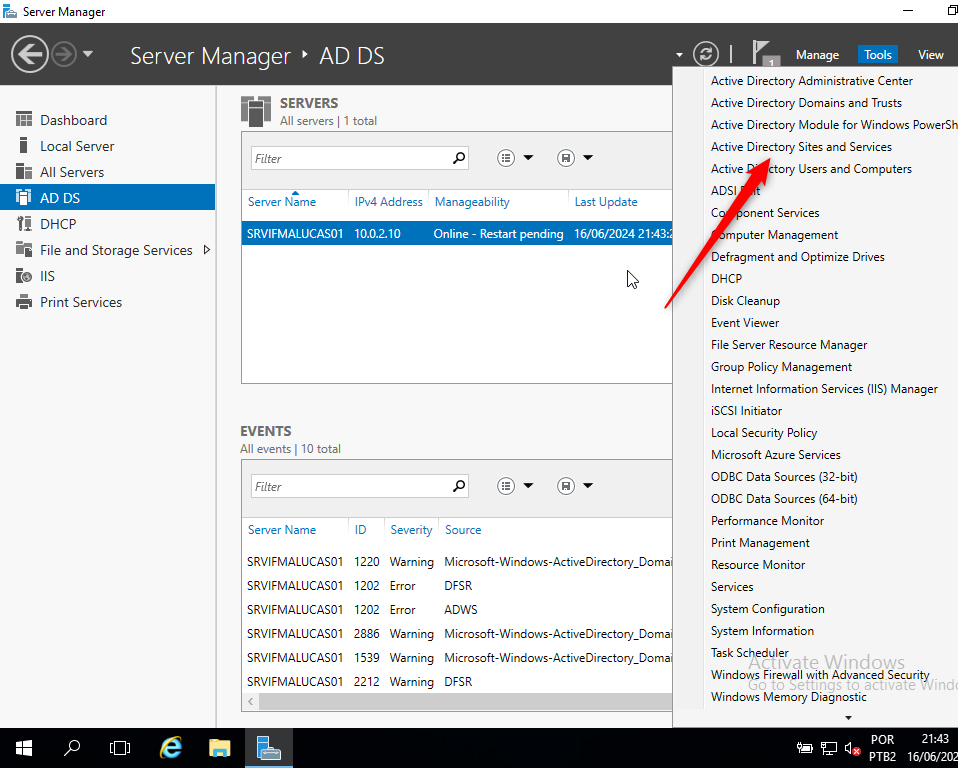 Server Manager
Server Manager ‣ AD DS
1
Manage
Tools
View
Dashboard
Local Server
All Servers
AD DS
DHCP
File and Storage Services
IIS
Print Services
SERVERS
All servers | 1 total
Filter
Server Name IPv4 Address Manageability Last Update
SRVIFMALUCAS01 10.0.2.10 Online - Restart pending 16/06/2024 21:43:2
EVENTS
All events | 10 total
Filter
Server Name ID Severity Source
SRVIFMALUCAS01 1220 Warning Microsoft-Windows-ActiveDirectory_Domai
SRVIFMALUCAS01 1202 Error DFSR
SRVIFMALUCAS01 1202 Error ADWS
SRVIFMALUCAS01 2886 Warning Microsoft-Windows-ActiveDirectory_Domai
SRVIFMALUCAS01 1539 Warning Microsoft-Windows-ActiveDirectory_Domai
SRVIFMALUCAS01 2212 Warning DFSR
Active Directory Administrative Center
Active Directory Domains and Trusts
Active Directory Module for Windows PowerSh
Active Directory Sites and Services
Active Directory Users and Computers
ADSI Edit
Component Services
Computer Management
Defragment and Optimize Drives
DHCP
Disk Cleanup
Event Viewer
File Server Resource Manager
Group Policy Management
Internet Information Services (IIS) Manager
iSCSI Initiator
Local Security Policy
Microsoft Azure Services
ODBC Data Sources (32-bit)
ODBC Data Sources (64-bit)
Performance Monitor
Print Management
Resource Monitor
Services
System Configuration
System Information
Task Scheduler
Windows Firewall with Advanced Security
Windows Memory Diagnostic
Activate Windows
Go to Settings to activate Windo
POR
PTB2
21:43
16/06/202